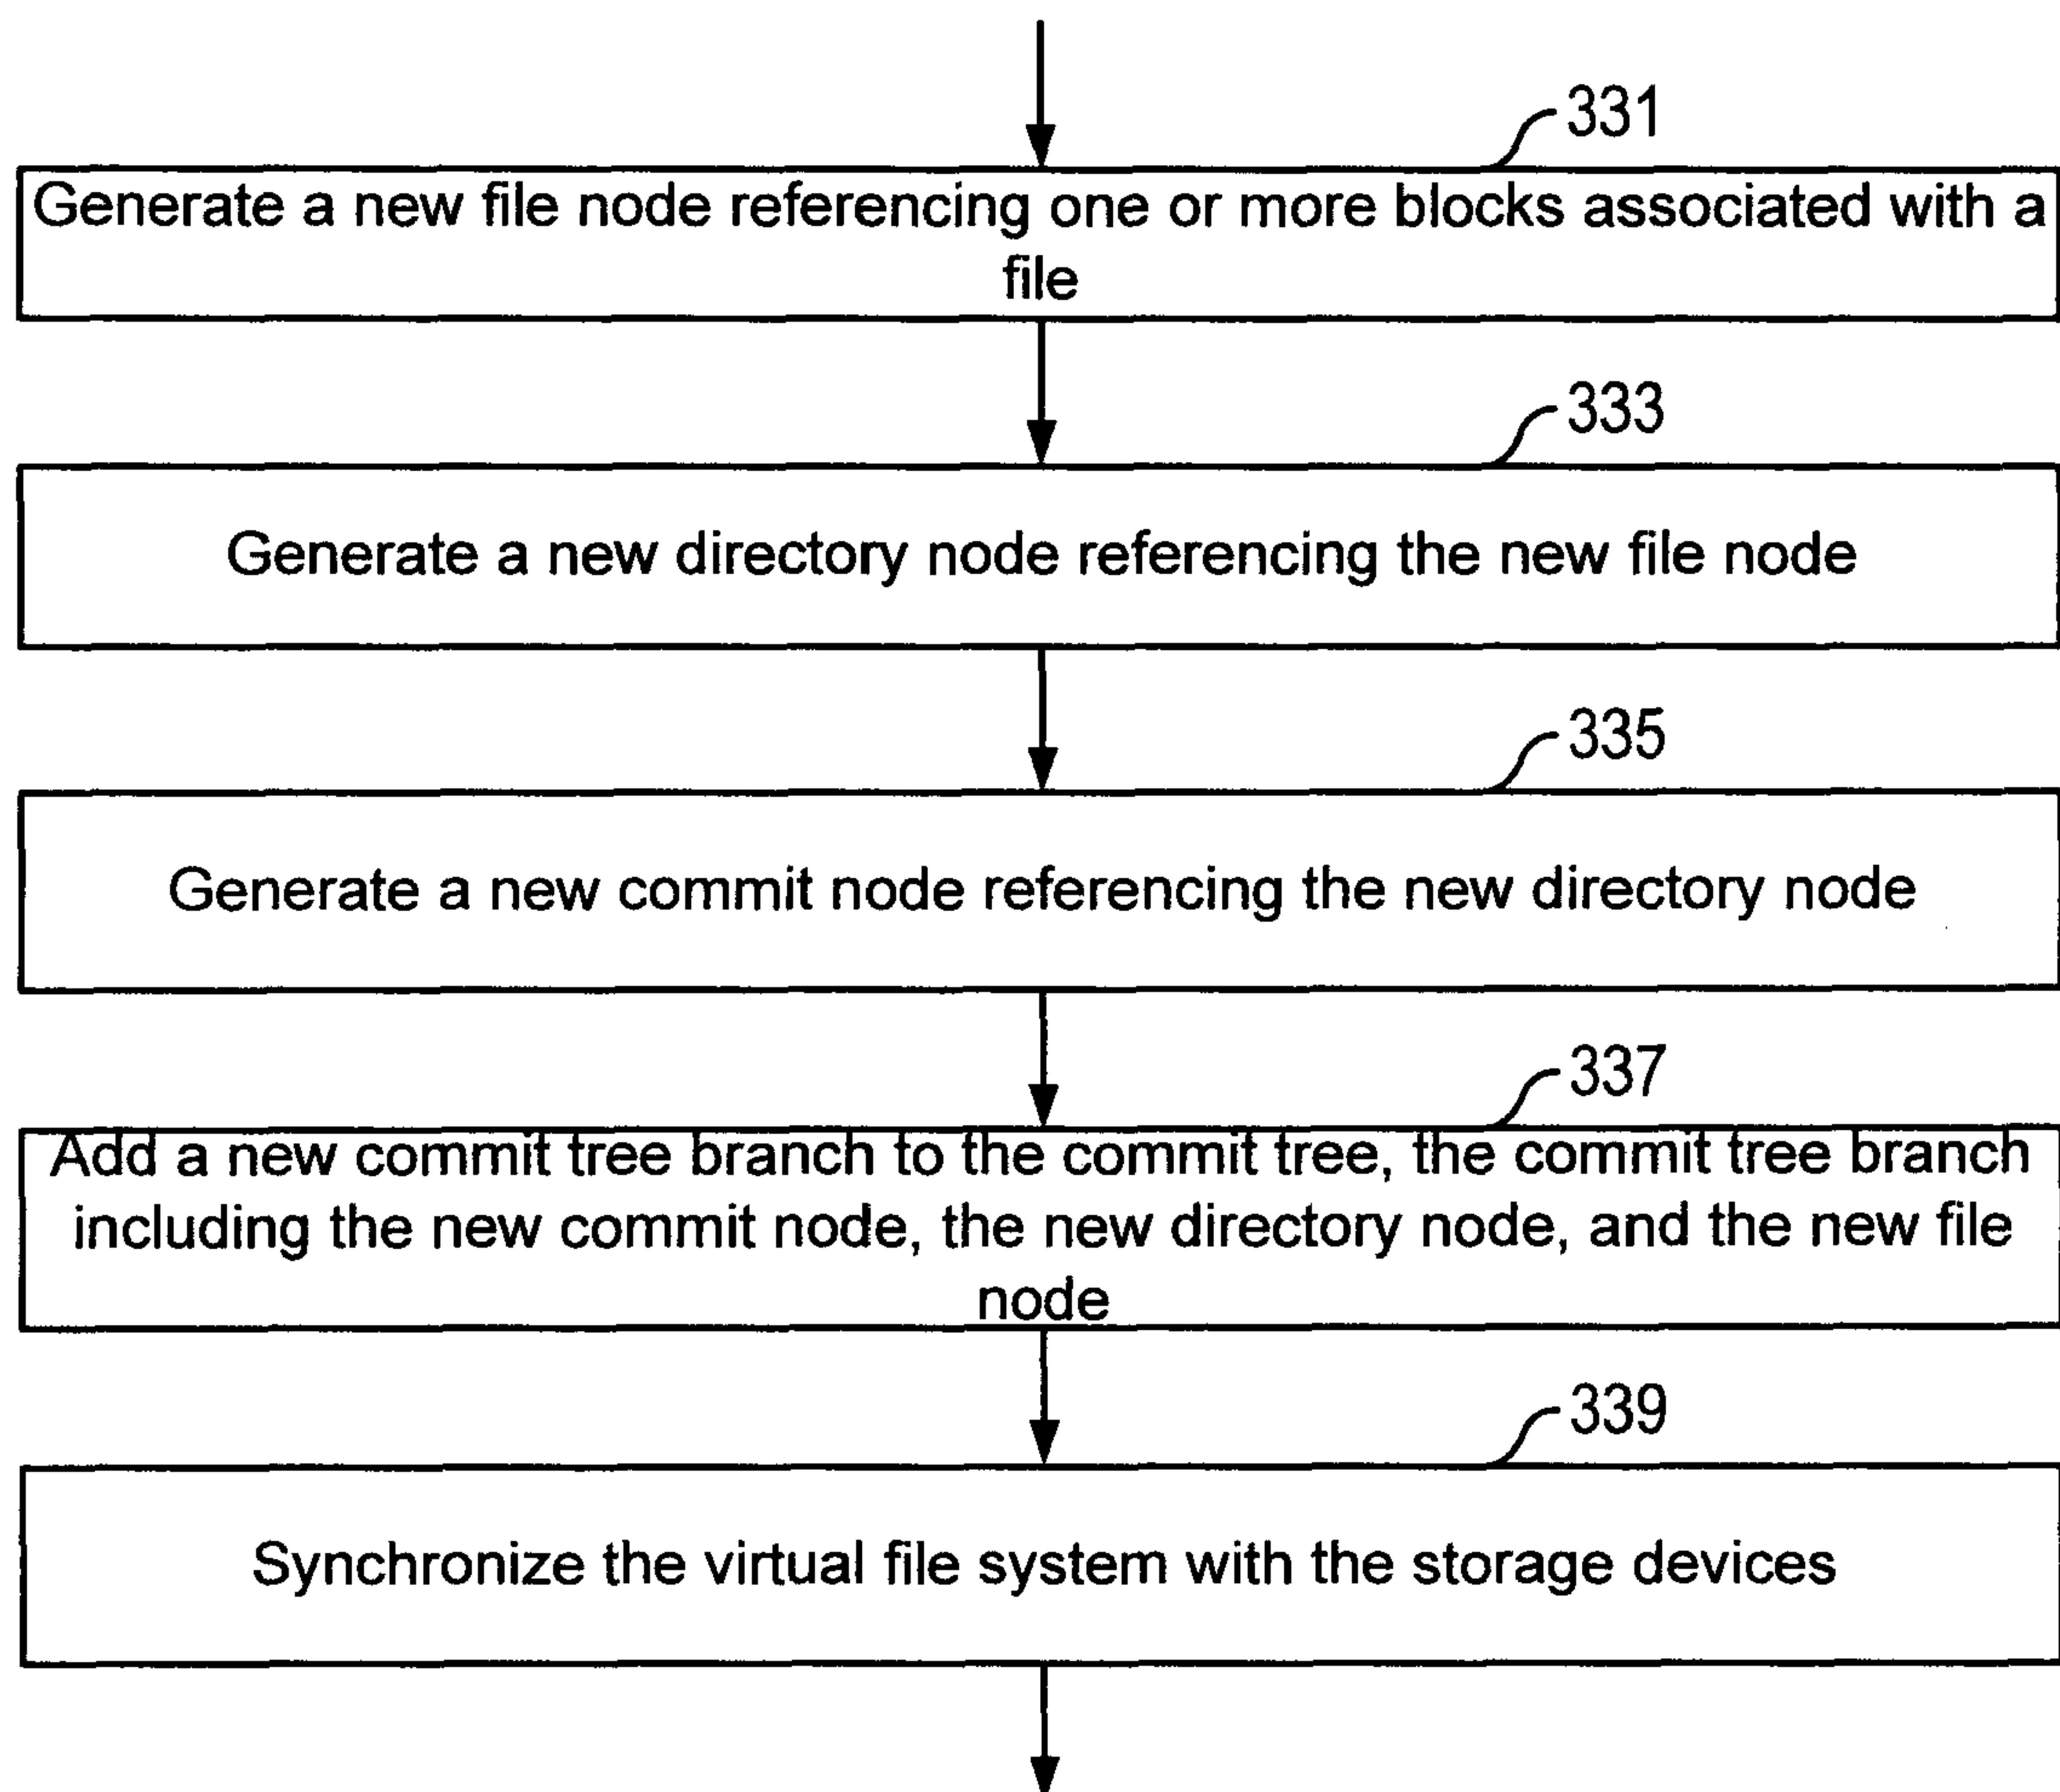 331
Generate a new file node referencing one or more blocks associated with a
file
333
Generate a new directory node referencing the new file node
335
Generate a new commit node referencing the new directory node
337
Add a new commit tree branch to the commit tree, the commit tree branch
including the new commit node, the new directory node, and the new file
node
339
Synchronize the virtual file system with the storage devices